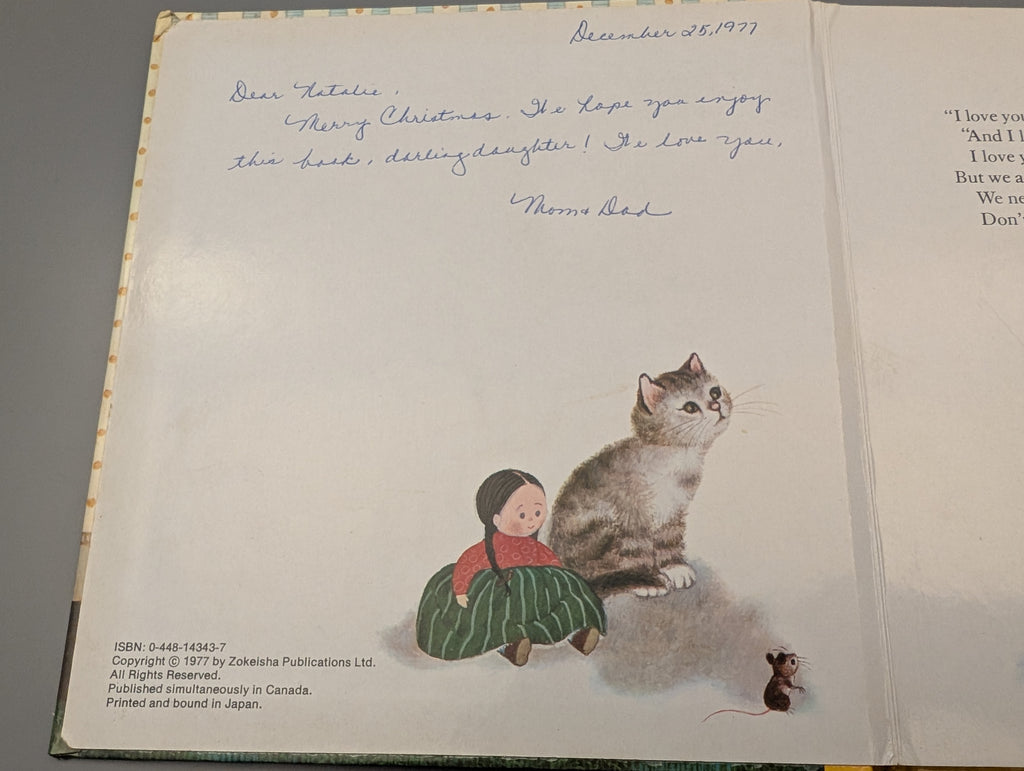 December 25, 1977
Dear Natalie,
Merry Christmas. We hope you enjoy
this book, darling daughter! We love you,
Mom & Dad
ISBN: 0-448-14343-7
Copyright © 1977 by Zokeisha Publications Ltd.
All Rights Reserved.
Published simultaneously in Canada.
Printed and bound in Japan.
"I love you
"And I
I love
But we
We
Don't